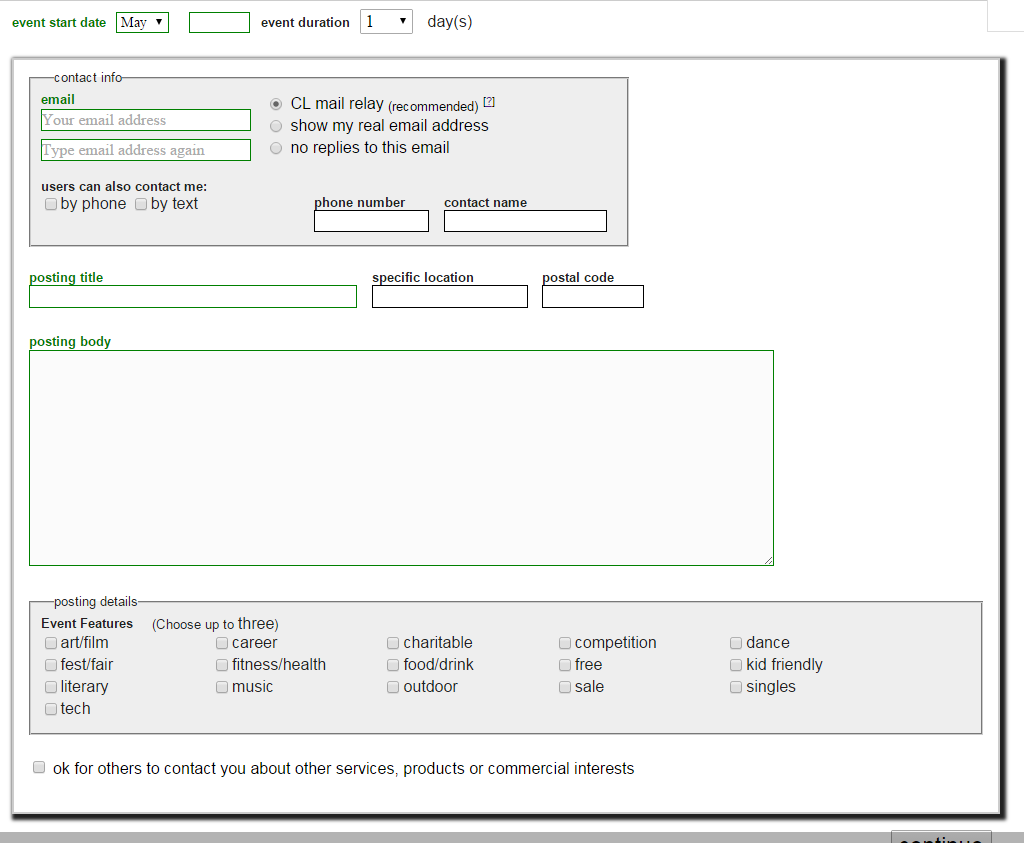 event start date May ▼ event duration 1 ▼ day(s)
contact info
email
CL mail relay (recommended) [?]
Your email address
show my real email address
Type email address again
no replies to this email
users can also contact me:
by phone by text
phone number contact name
posting title specific location postal code
posting body
posting details
Event Features (Choose up to three)
art/film career charitable competition dance
fest/fair fitness/health food/drink free kid friendly
literary music outdoor sale singles
tech
ok for others to contact you about other services, products or commercial interests
continue